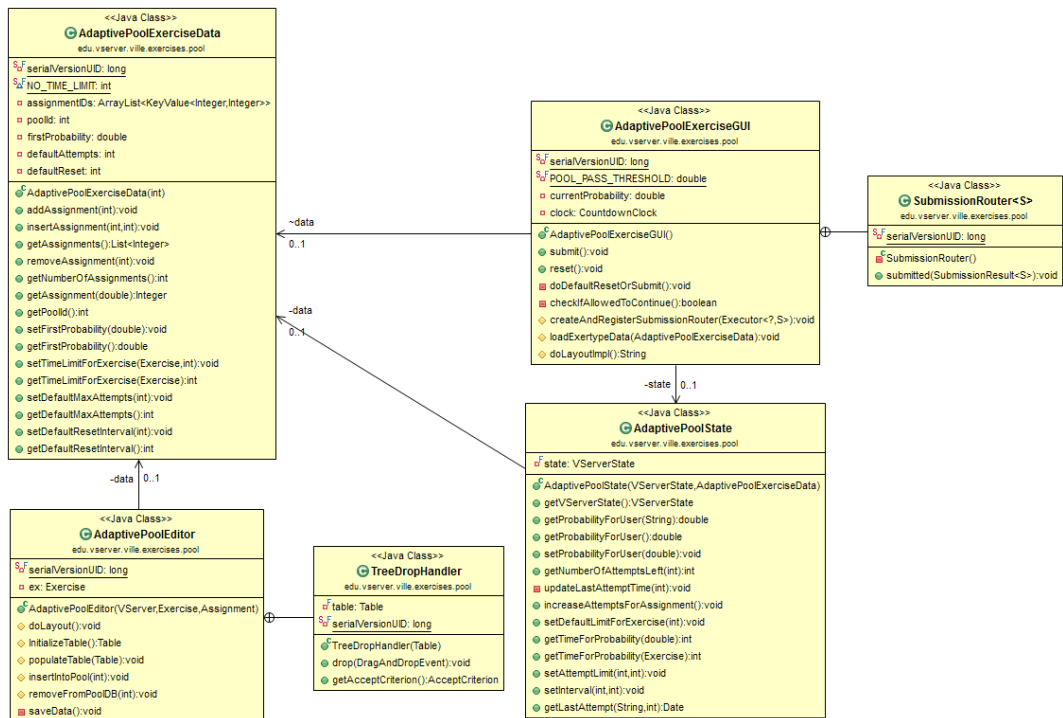 <<Java Class>>
AdaptivePoolExerciseData
edu.vserver.ville.exercises.pool
serialVersionUID: long
NO_TIME_LIMIT: int
assignmentIDs: ArrayList<KeyValue<Integer,Integer>>
poolId: int
firstProbability: double
defaultAttempts: int
defaultReset: int
AdaptivePoolExerciseData(int)
addAssignment(int):void
insertAssignment(int,int):void
getAssignments():List<Integer>
removeAssignment(int):void
getNumberOfAssignments():int
getAssignment(double):Integer
getPoolId():int
setFirstProbability(double):void
getFirstProbability():double
setTimeLimitForExercise(Exercise,int):void
getTimeLimitForExercise(Exercise):int
setDefaultMaxAttempts(int):void
getDefaultMaxAttempts():int
setDefaultResetInterval(int):void
getDefaultResetInterval():int
~data
0..1
-data
0..1
<<Java Class>>
AdaptivePoolExerciseGUI
edu.vserver.ville.exercises.pool
serialVersionUID: long
POOL_PASS_THRESHOLD: double
currentProbability: double
clock: CountdownClock
AdaptivePoolExerciseGUI()
submit():void
reset():void
doDefaultResetOrSubmit():void
checkIfAllowedToContinue():boolean
createAndRegisterSubmissionRouter(Executor<?,S>):void
loadExertypeData(AdaptivePoolExerciseData):void
doLayoutImpl():String
<<Java Class>>
SubmissionRouter<S>
edu.vserver.ville.exercises.pool
serialVersionUID: long
SubmissionRouter()
submitted(SubmissionResult<S>):void
-state 0..1
<<Java Class>>
AdaptivePoolState
edu.vserver.ville.exercises.pool
state: VServerState
AdaptivePoolState(VServerState,AdaptivePoolExerciseData)
getVServerState():VServerState
getProbabilityForUser(String):double
getProbabilityForUser():double
setProbabilityForUser(double):void
getNumberOfAttemptsLeft(int):int
updateLastAttemptTime(int):void
increaseAttemptsForAssignment():void
setDefaultLimitForExercise(int):void
getTimeForProbability(double):int
getTimeForProbability(Exercise):int
setAttemptLimit(int,int):void
setInterval(int,int):void
getLastAttempt(String,int):Date
-data 0..1
<<Java Class>>
AdaptivePoolEditor
edu.vserver.ville.exercises.pool
serialVersionUID: long
ex: Exercise
AdaptivePoolEditor(VServer,Exercise,Assignment)
doLayout():void
InitializeTable():Table
populateTable(Table):void
insertIntoPool(int):void
removeFromPoolDB(int):void
saveData():void
<<Java Class>>
TreeDropHandler
edu.vserver.ville.exercises.pool
table: Table
serialVersionUID: long
TreeDropHandler(Table)
drop(DragAndDropEvent):void
getAcceptCriterion():AcceptCriterion